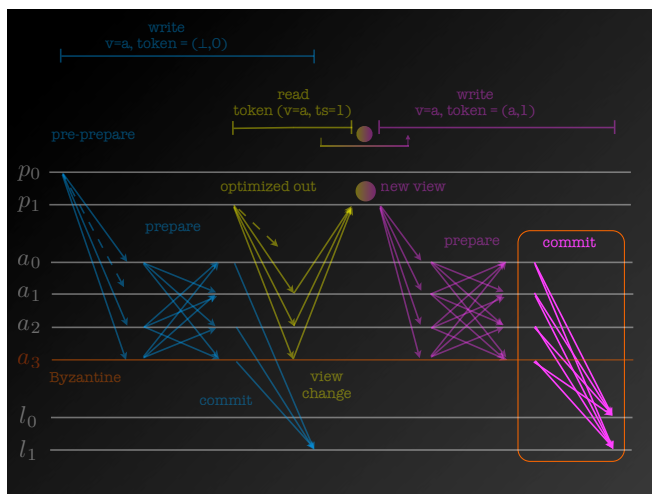 write
v=a, token = (⊥,0)
read
token (v=a, ts=1)
write
v=a, token = (a,1)
pre-prepare
p₀
optimized out
new view
p₁
prepare
prepare
commit
a₀
a₁
a₂
a₃
Byzantine
view
change
commit
l₀
l₁